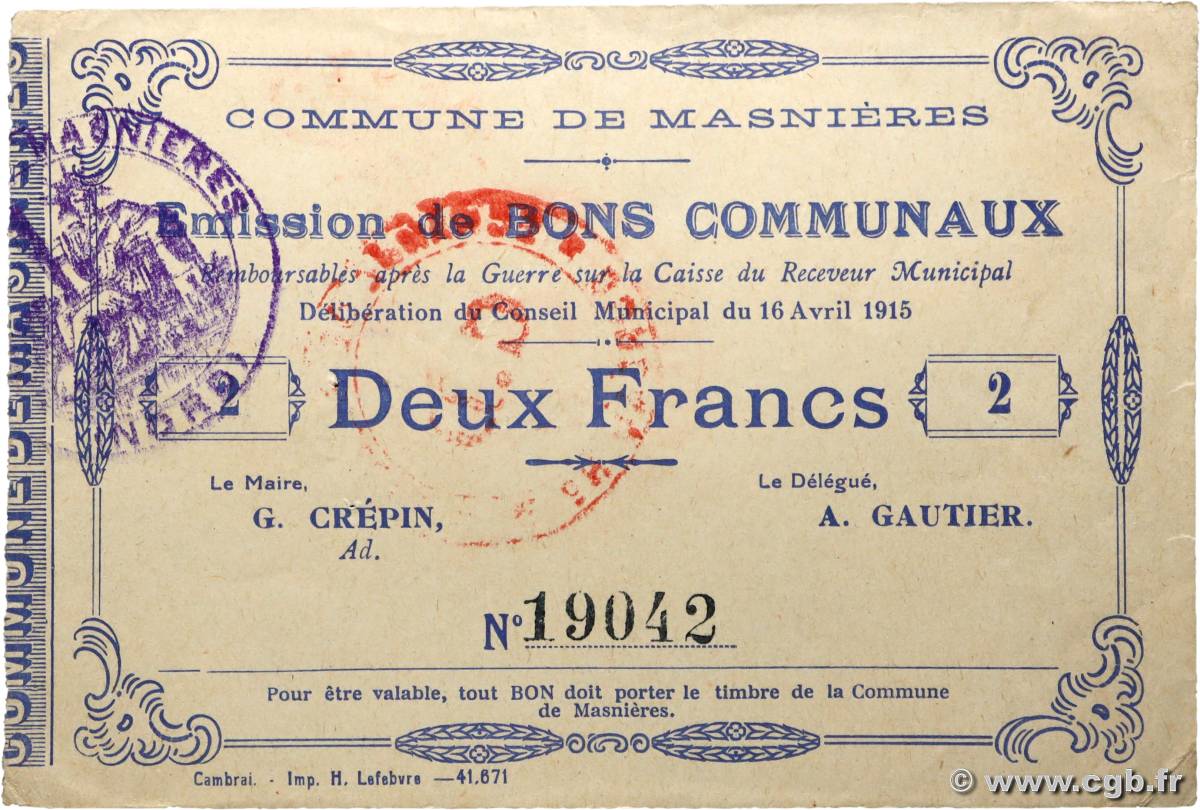 COMMUNE DE MASNIÈRES
Emission de BONS COMMUNAUX
Remboursables après la Guerre sur la Caisse du Receveur Municipal
Délibération du Conseil Municipal du 16 Avril 1915
2 Deux Francs 2
Le Maire,
G. CRÉPIN,
Ad.
Le Délégué,
A. GAUTIER.
N° 19042
Pour être valable, tout BON doit porter le timbre de la Commune
de Masnières.
Cambrai. - Imp. H. Lefebvre —41,671
MASNIERES
(NORD)
© www.cgb.fr